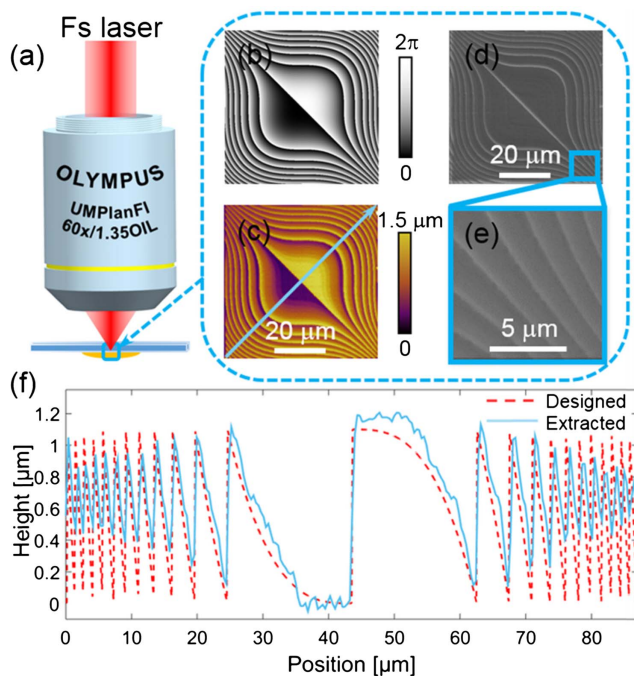 Fs laser
(a)
OLYMPUS
UMPlanFl
60x/1.35OIL
(b)
2π
0
(d)
20 μm
(c)
1.5 μm
20 μm
0
(e)
5 μm
(f)
Designed
Extracted
Height [μm]
1.2
1
0.8
0.6
0.4
0.2
0
0 10 20 30 40 50 60 70 80
Position [μm]